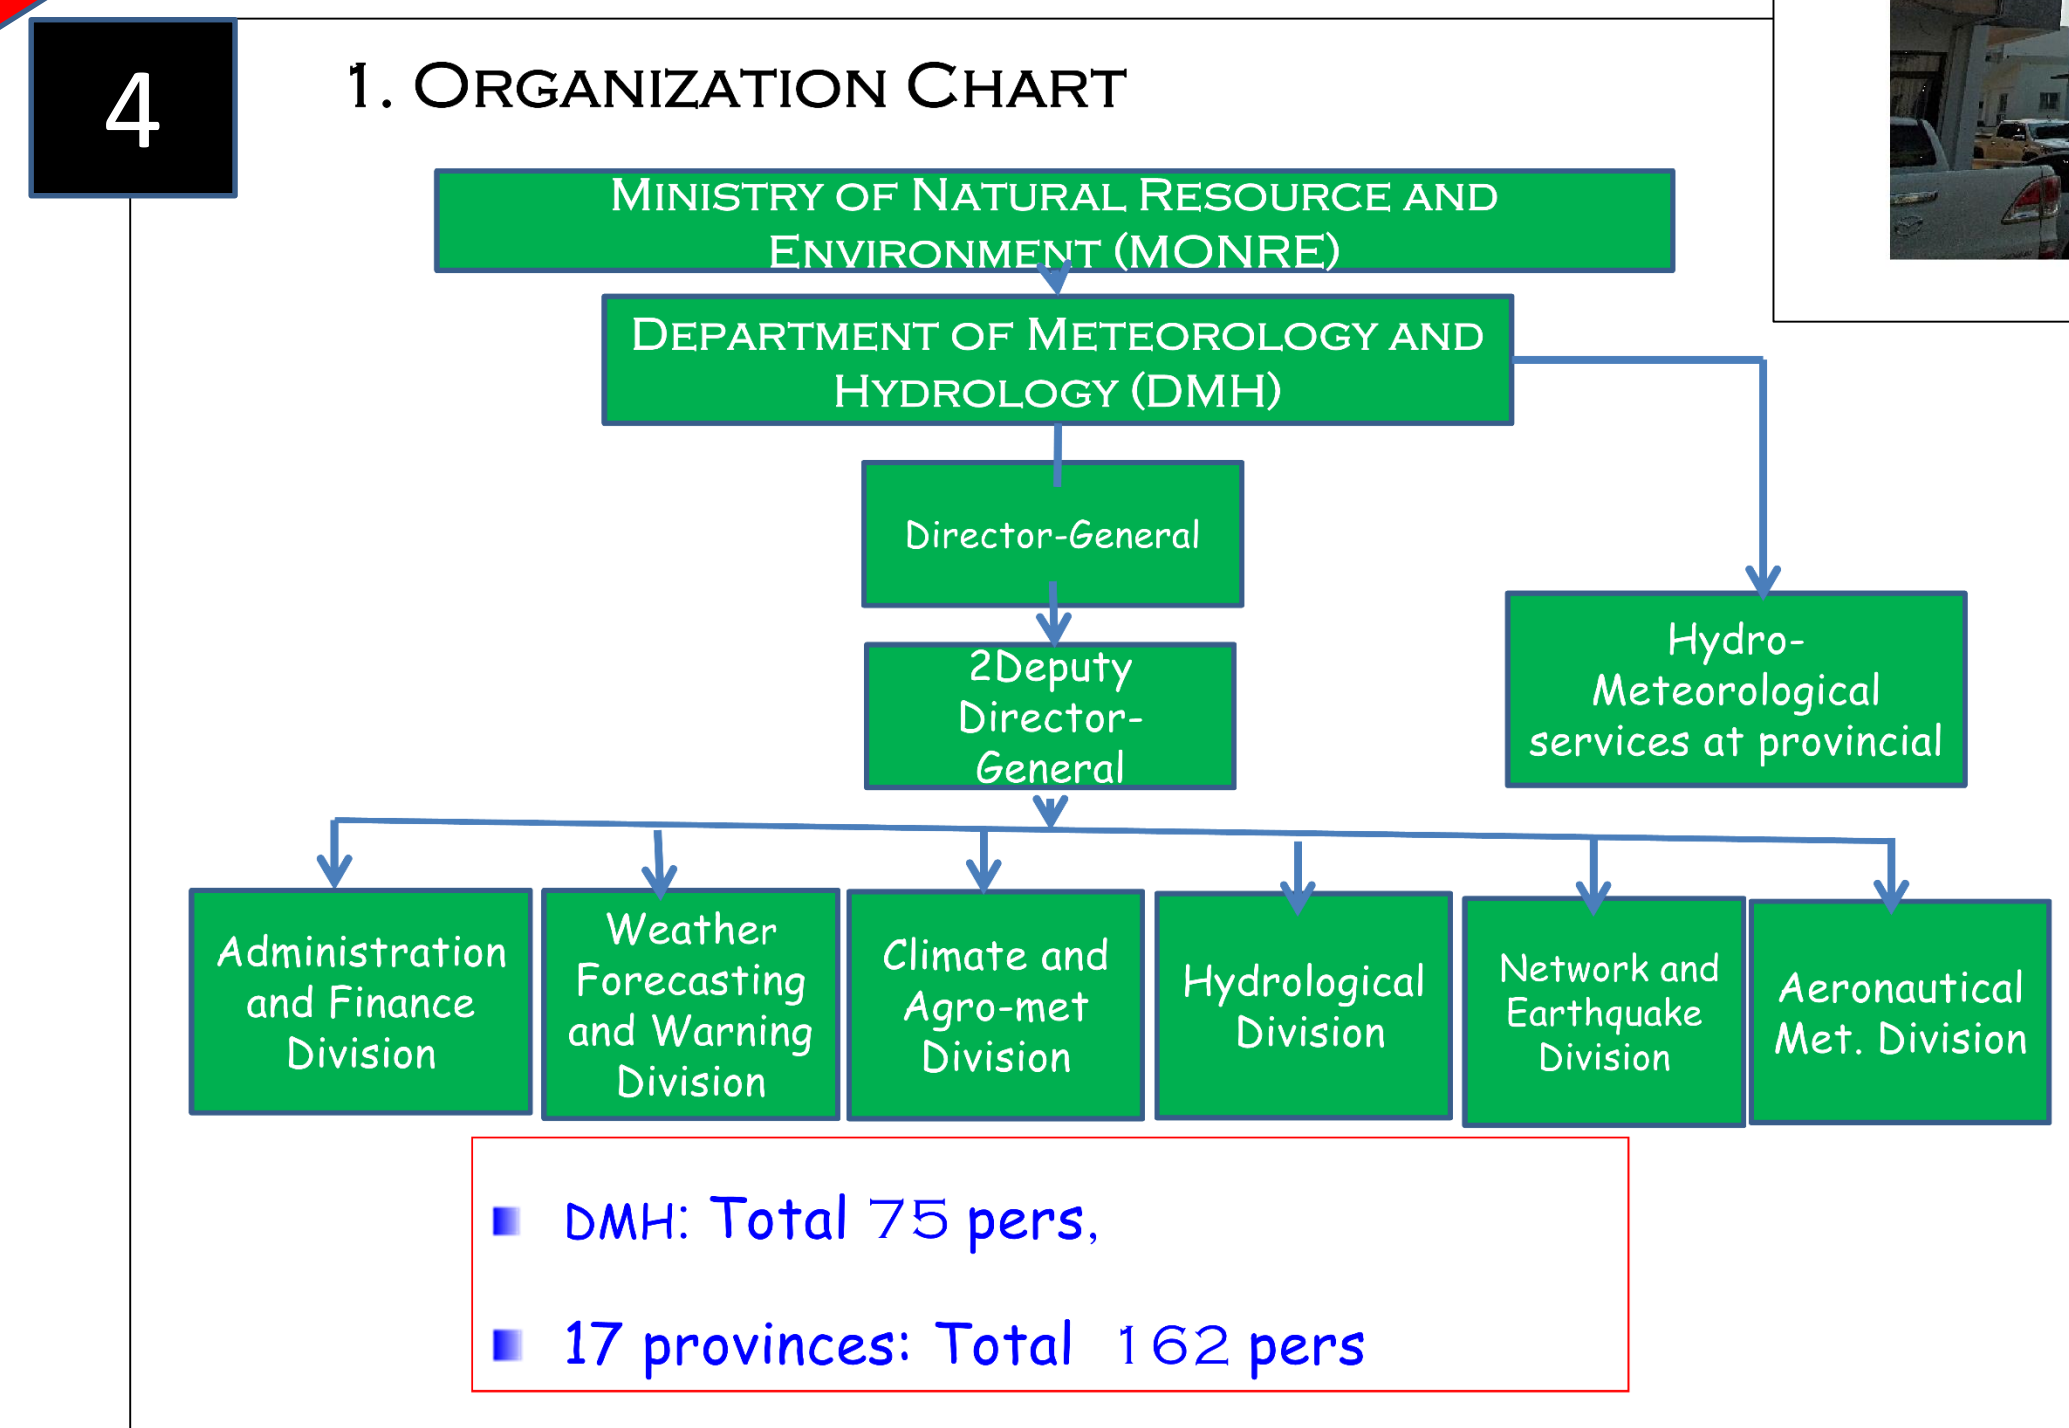 4
1. ORGANIZATION CHART
MINISTRY OF NATURAL RESOURCE AND
ENVIRONMENT (MONRE)
DEPARTMENT OF METEOROLOGY AND
HYDROLOGY (DMH)
Director-General
2Deputy
Director-
General
Hydro-
Meteorological
services at provincial
Administration
and Finance
Division
Weather
Forecasting
and Warning
Division
Climate and
Agro-met
Division
Hydrological
Division
Network and
Earthquake
Division
Aeronautical
Met. Division
DMH: Total 75 pers,
17 provinces: Total 162 pers